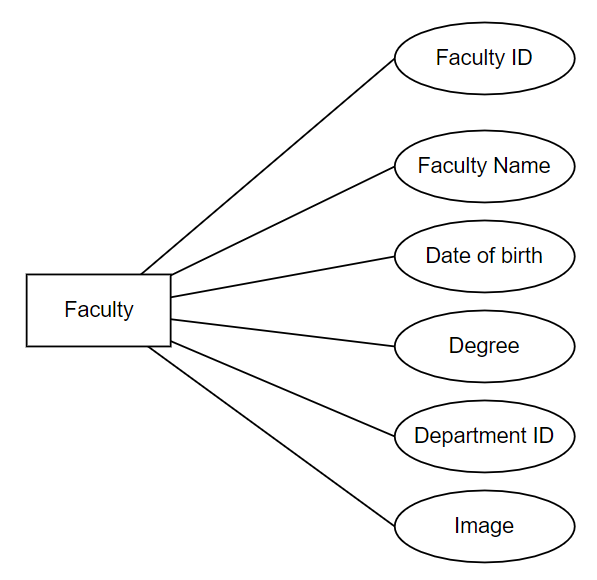 Faculty ID
Faculty Name
Date of birth
Faculty
Degree
Department ID
Image